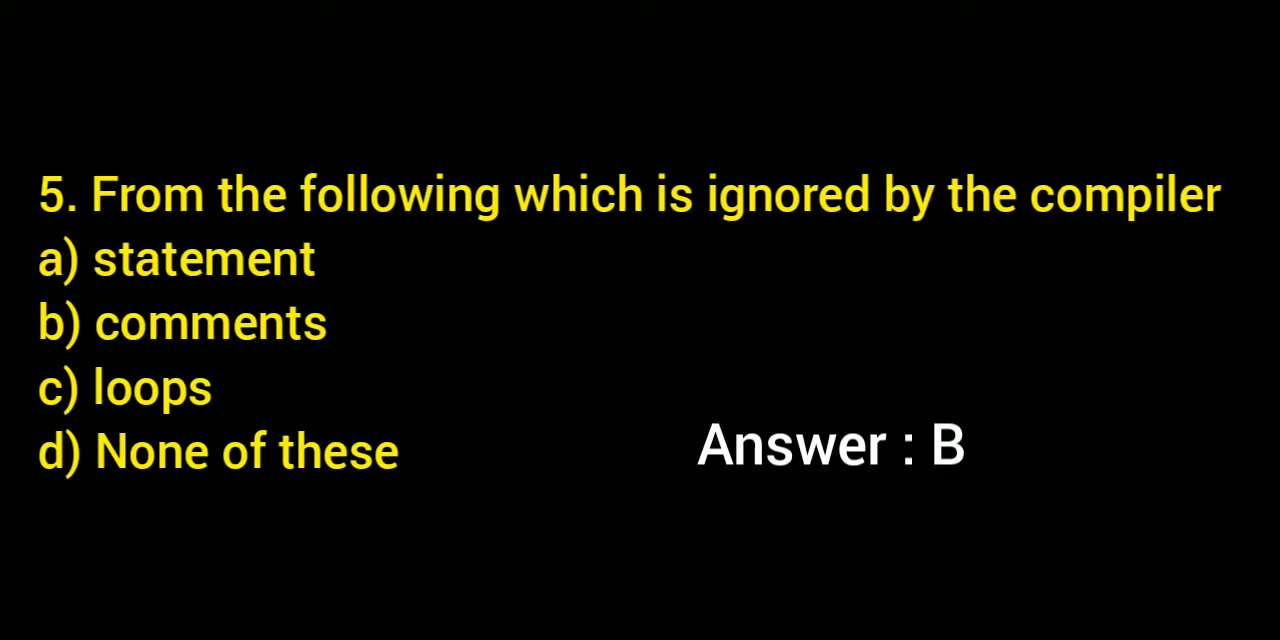 5. From the following which is ignored by the compiler
a) statement
b) comments
c) loops
d) None of these
Answer : B